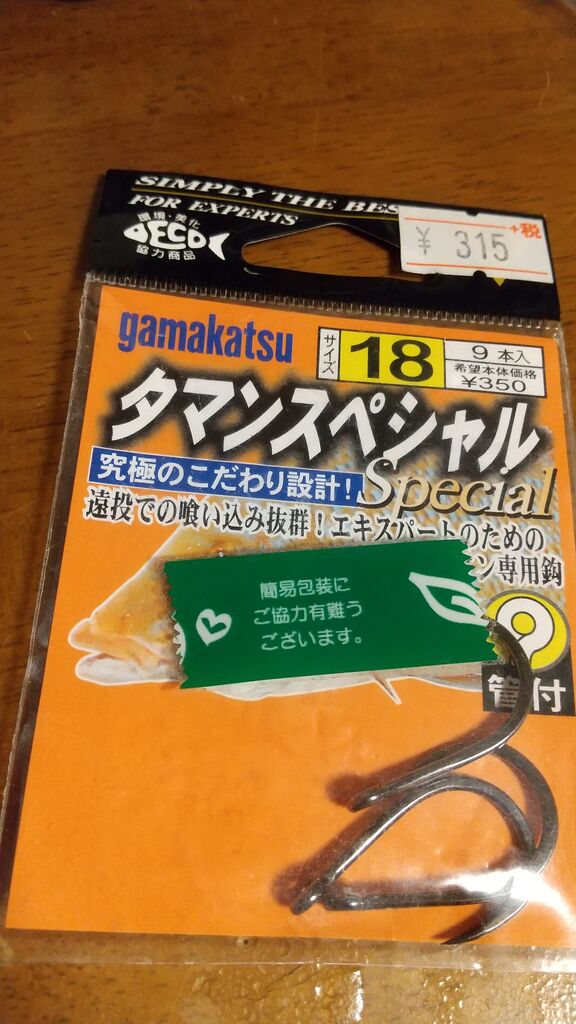 SIMPLY THE BES
FOR EXPERTS
環境・美化
ECO
協力商品
+税
¥ 315
gamakatsu
サイズ
18
9本入
希望本体価格
¥350
タマンスペシャル
究極のこだわり設計!
Special
遠投での喰い込み抜群!エキスパートのための
ン専用鈎
簡易包装に
ご協力有難う
ございます。
管付